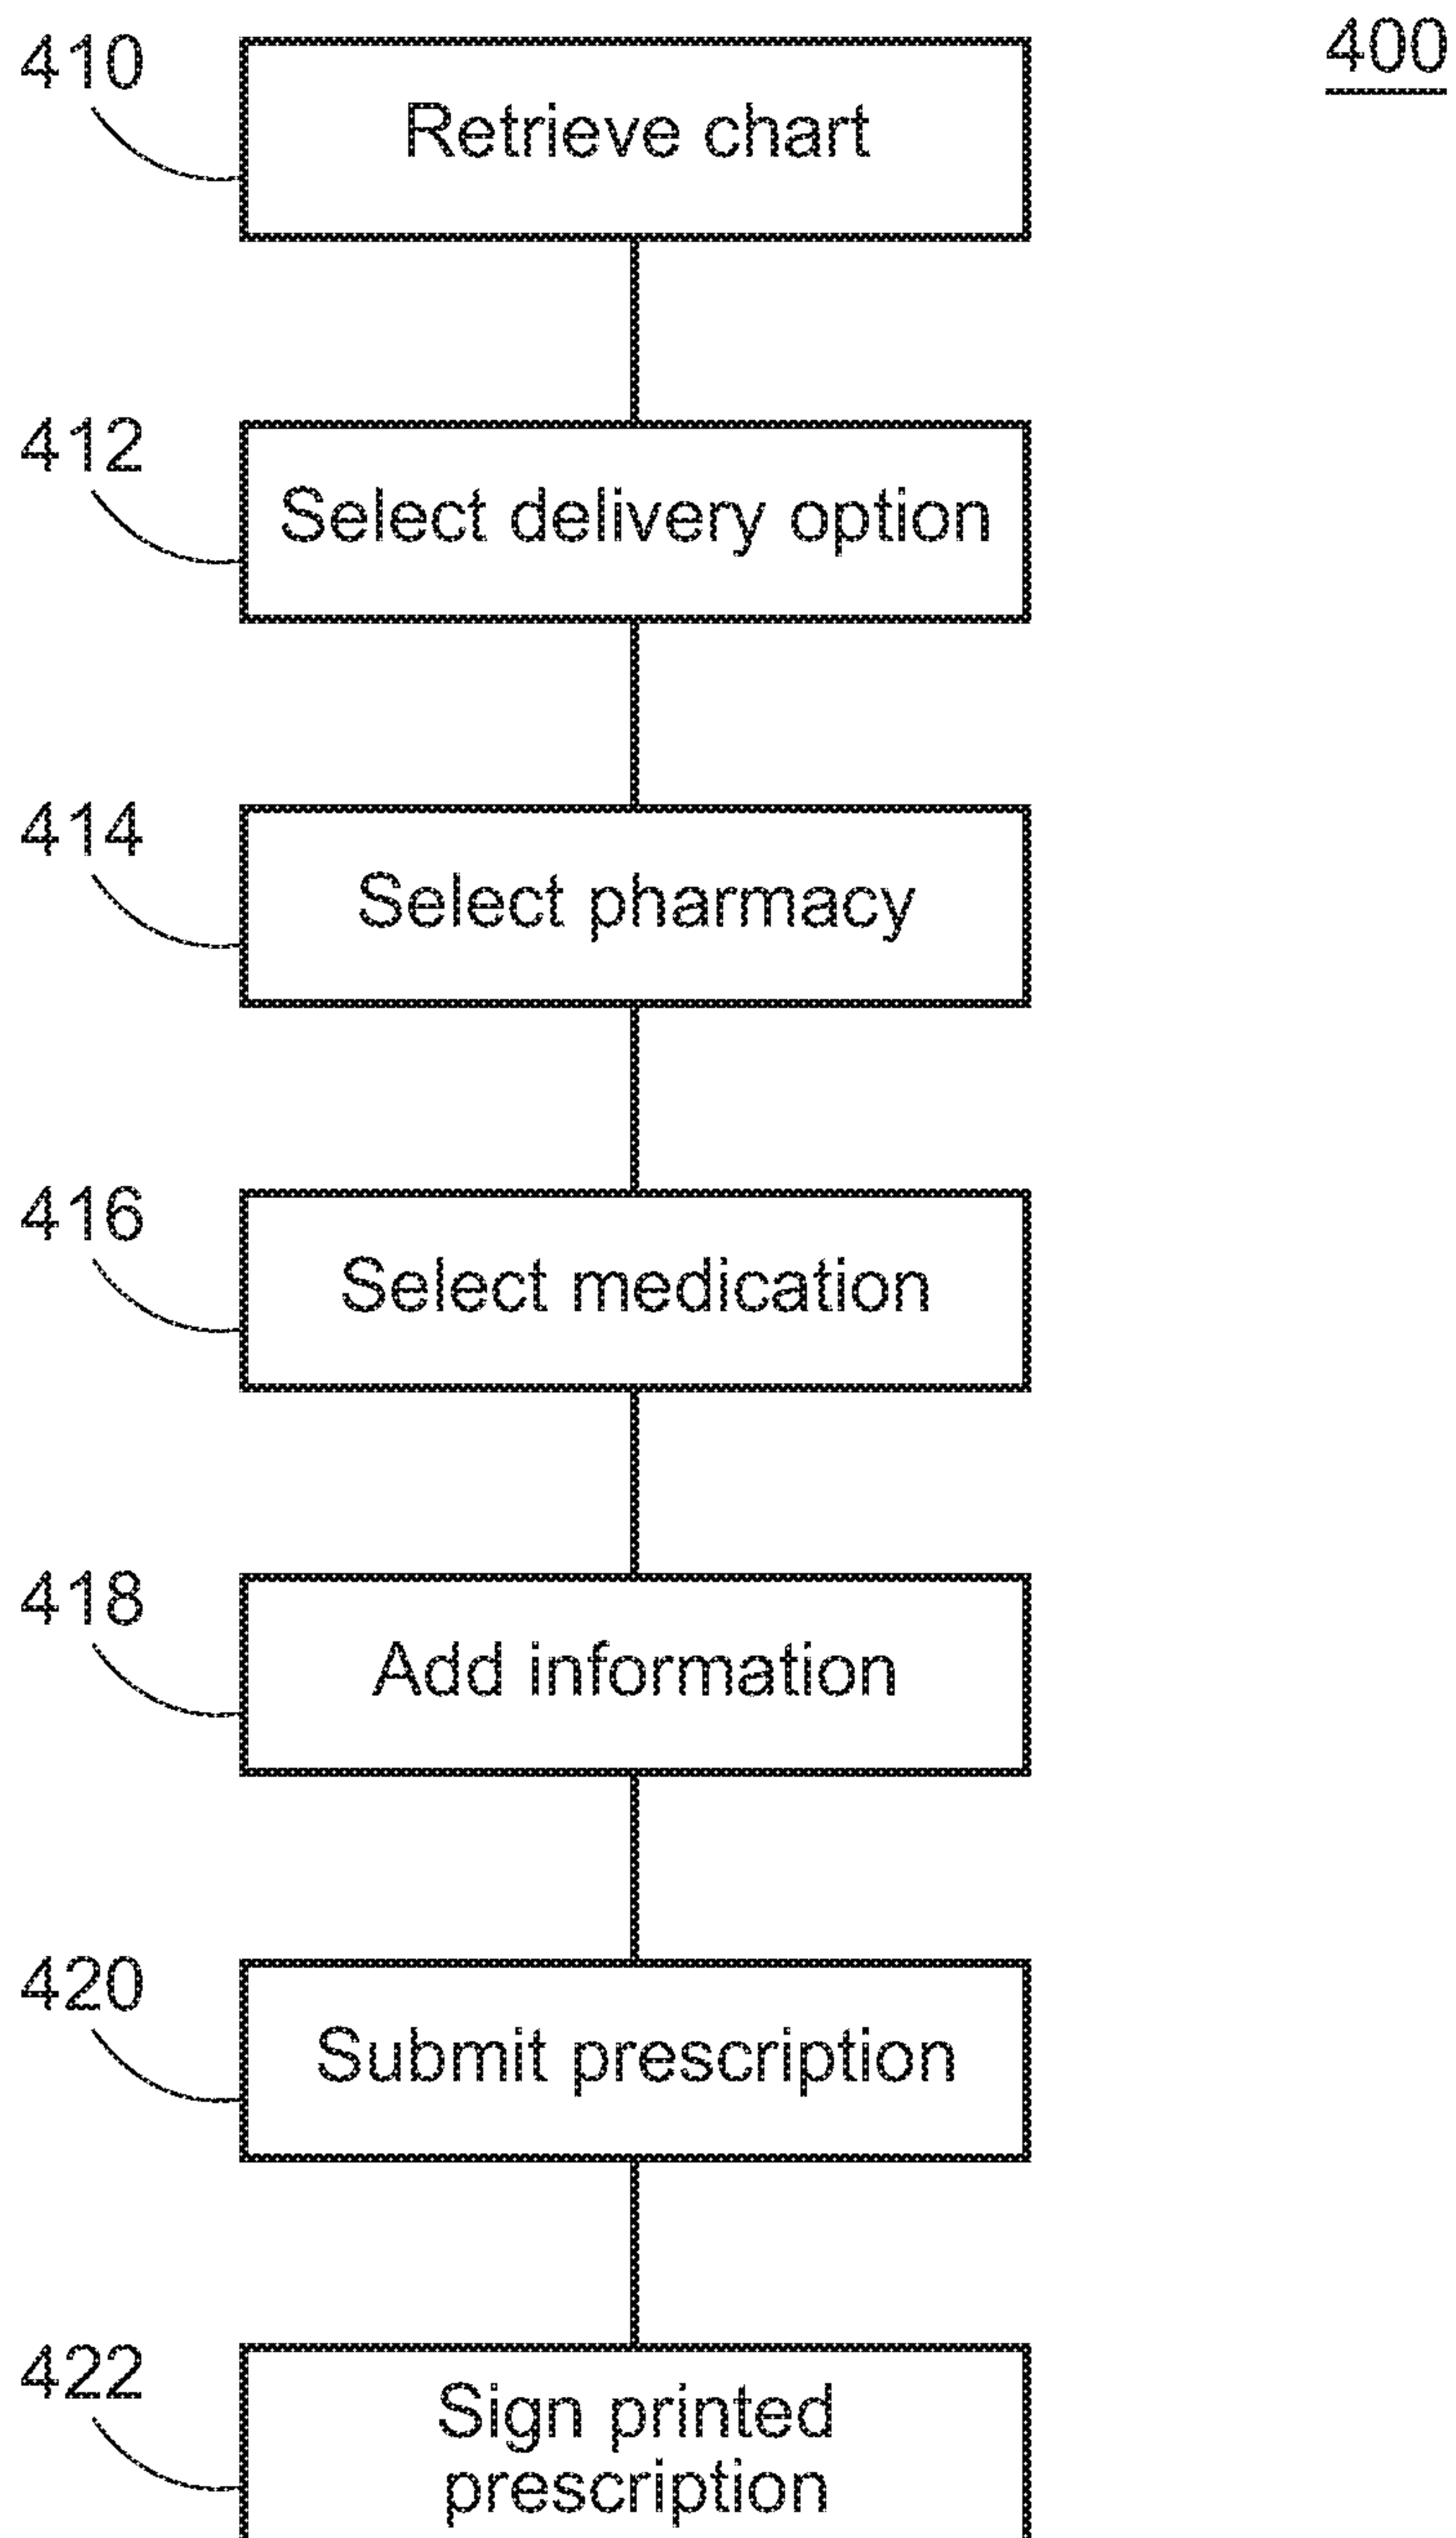 400
410
Retrieve chart
412
Select delivery option
414
Select pharmacy
416
Select medication
418
Add information
420
Submit prescription
422
Sign printed
prescription